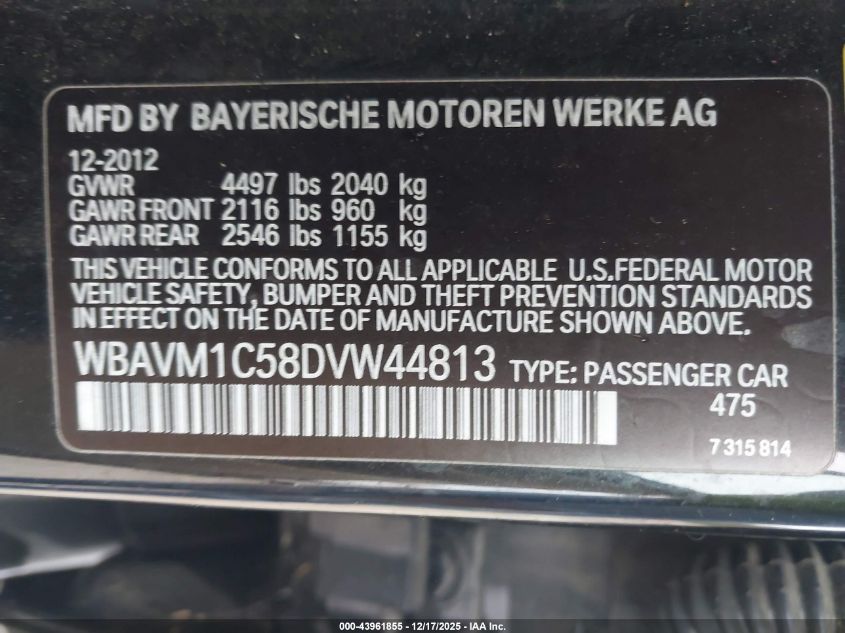 MFD BY BAYERISCHE MOTOREN WERKE AG
12-2012
GVWR 4497 lbs 2040 kg
GAWR FRONT 2116 lbs 960 kg
GAWR REAR 2546 lbs 1155 kg
THIS VEHICLE CONFORMS TO ALL APPLICABLE U.S.FEDERAL MOTOR
VEHICLE SAFETY, BUMPER AND THEFT PREVENTION STANDARDS
IN EFFECT ON THE DATE OF MANUFACTURE SHOWN ABOVE.
WBAVM1C58DVW44813 TYPE: PASSENGER CAR
475
7 315 814
000-43961855 - 12/17/2025 - IAA Inc.